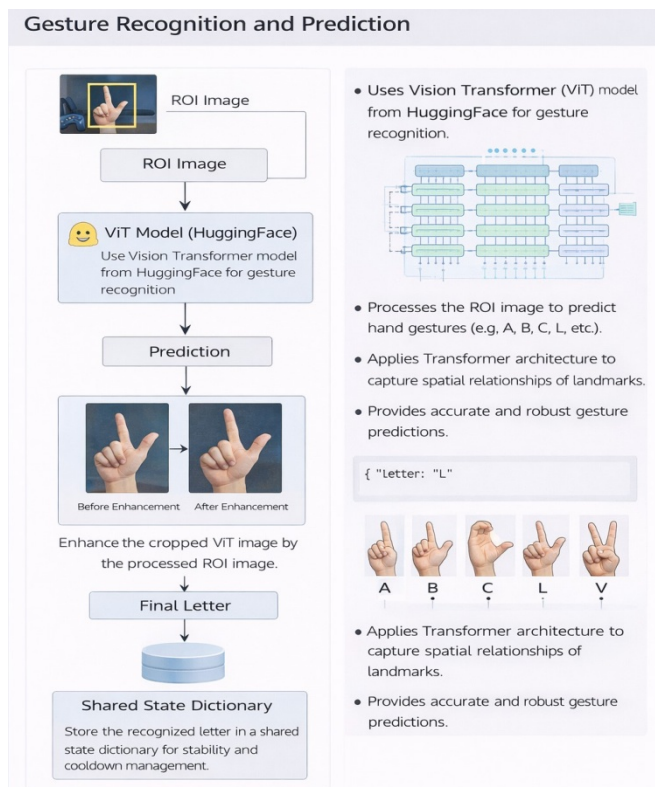 Gesture Recognition and Prediction
ROI Image
ROI Image
ViT Model (HuggingFace)
Use Vision Transformer model
from HuggingFace for gesture
recognition
Prediction
Before Enhancement After Enhancement
Enhance the cropped ViT image by
the processed ROI image.
Final Letter
Shared State Dictionary
Store the recognized letter in a shared
state dictionary for stability and
cooldown management.
• Uses Vision Transformer (ViT) model
from HuggingFace for gesture
recognition.
• Processes the ROI image to predict
hand gestures (e.g, A, B, C, L, etc.).
• Applies Transformer architecture to
capture spatial relationships of landmarks.
• Provides accurate and robust gesture
predictions.
{ "letter: "L"
A B C L V
• Applies Transformer architecture to
capture spatial relationships of
landmarks.
• Provides accurate and robust gesture
predictions.